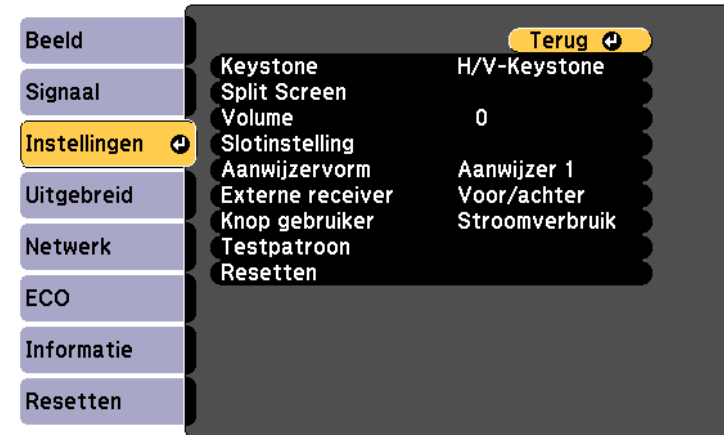 Beeld
Signaal
Instellingen
Uitgebreid
Netwerk
ECO
Informatie
Resetten
Terug
Keystone H/V-Keystone
Split Screen
Volume 0
Slotinstelling
Aanwijzervorm Aanwijzer 1
Externe receiver Voor/achter
Knop gebruiker Stroomverbruik
Testpatroon
Resetten